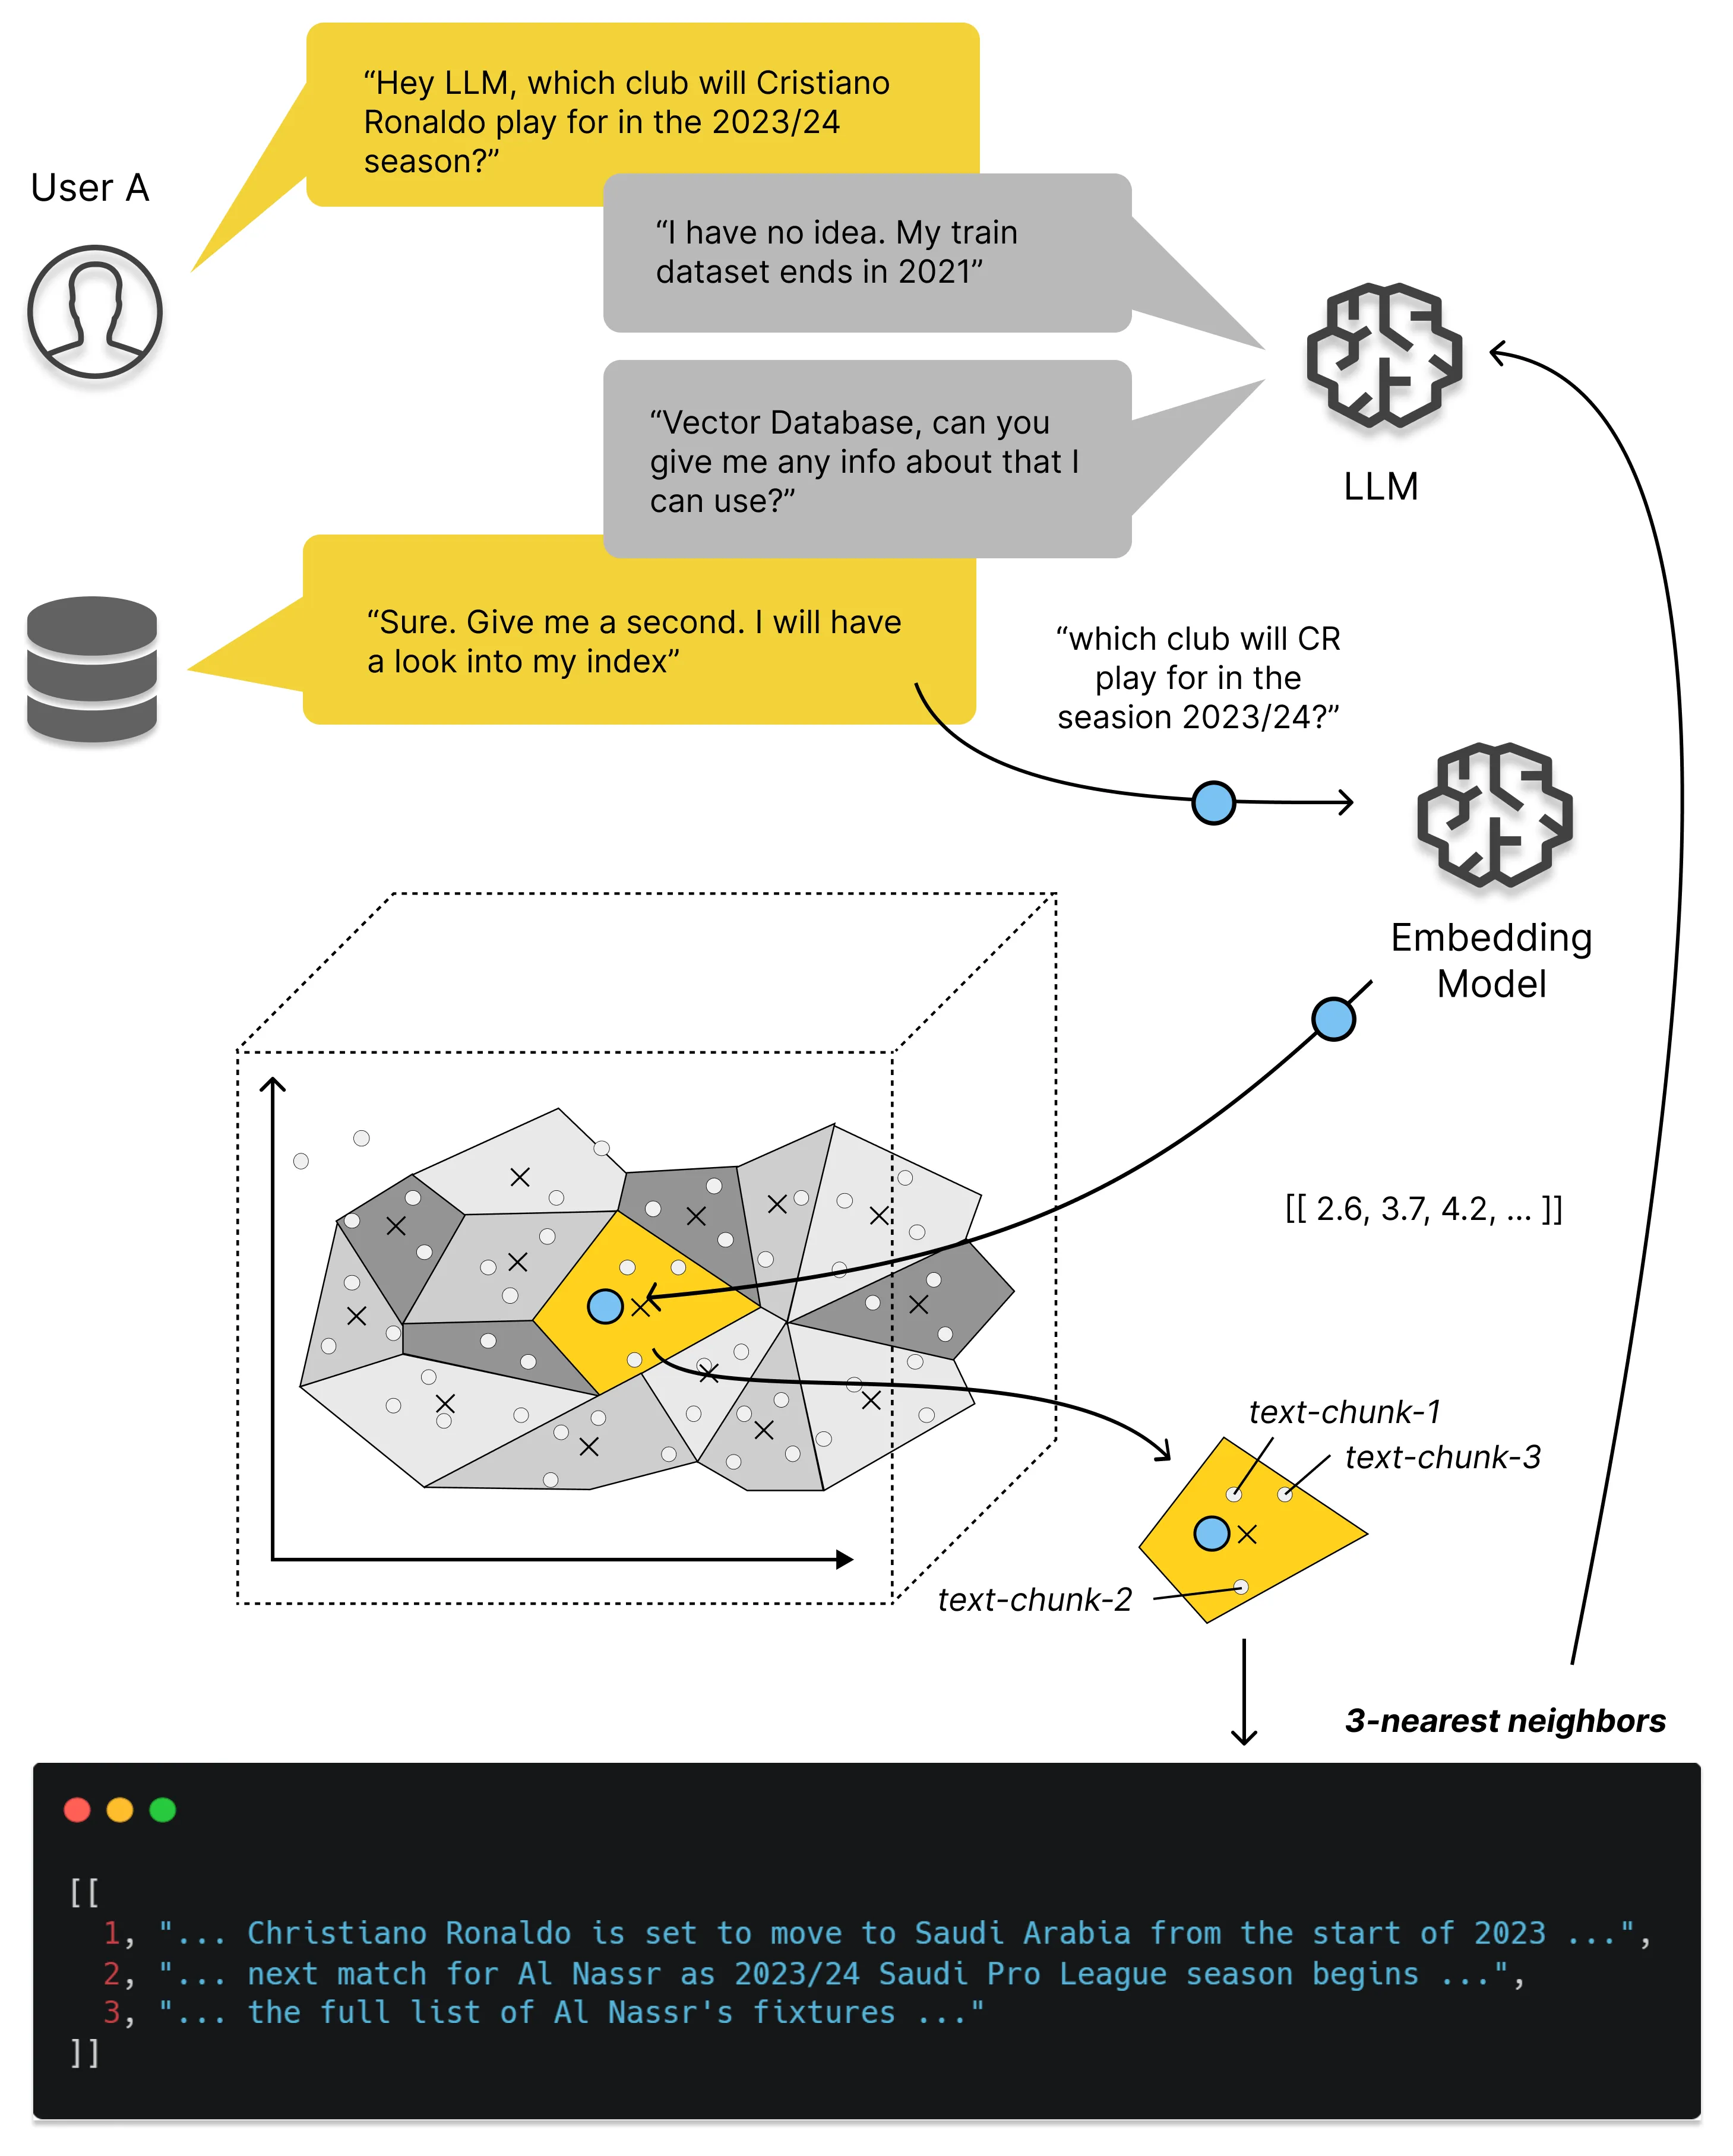 “Hey LLM, which club will Cristiano
Ronaldo play for in the 2023/24
season?”
User A
“I have no idea. My train
dataset ends in 2021”
“Vector Database, can you
give me any info about that I
can use?”
LLM
“Sure. Give me a second. I will have
a look into my index”
“which club will CR
play for in the
seasion 2023/24?”
Embedding
Model
[[ 2.6, 3.7, 4.2, ... ]]
text-chunk-1
text-chunk-3
text-chunk-2
3-nearest neighbors
[[
1, "... Christiano Ronaldo is set to move to Saudi Arabia from the start of 2023 ...",
2, "... next match for Al Nassr as 2023/24 Saudi Pro League season begins ...",
3, "... the full list of Al Nassr's fixtures ..."
]]